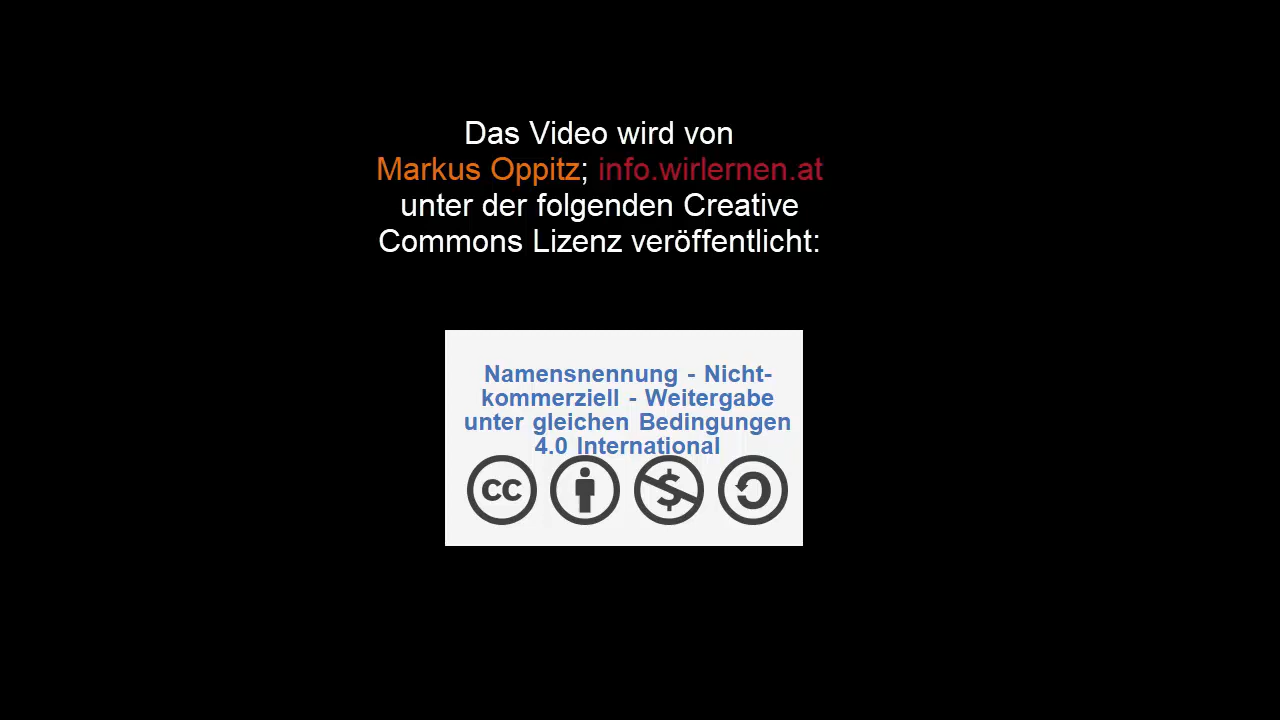 Das Video wird von
Markus Oppitz; info.wirlernen.at
unter der folgenden Creative
Commons Lizenz veröffentlicht:
Namensnennung - Nicht-
kommerziell - Weitergabe
unter gleichen Bedingungen
4.0 International
cc
$